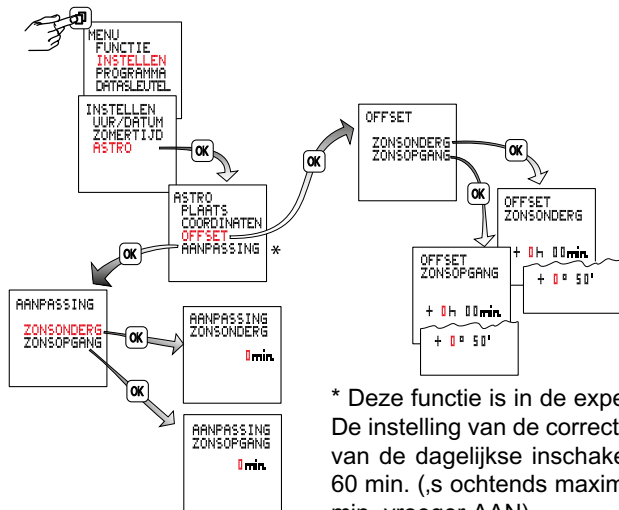 MENU
FUNCTIE
INSTELLEN
PROGRAMMA
DATASLEUTEL
INSTELLEN
UUR/DATUM
ZOMERTIJD
ASTRO
OK
ASTRO
PLAATS
COORDINATEN
OFFSET
AANPASSING *
OK
OK
OFFSET
ZONSONDERG
ZONSOPGANG
OK
OK
OFFSET
ZONSONDERG
+ 0h 00min.
+ 0° 50'
OFFSET
ZONSOPGANG
+ 0h 00min.
+ 0° 50'
AANPASSING
ZONSONDERG
ZONSOPGANG
OK
OK
AANPASSING
ZONSONDERG
0min.
AANPASSING
ZONSOPGANG
0min.
* Deze functie is in de expe
De instelling van de correct
van de dagelijkse inschake
60 min. (‚s ochtends maxim